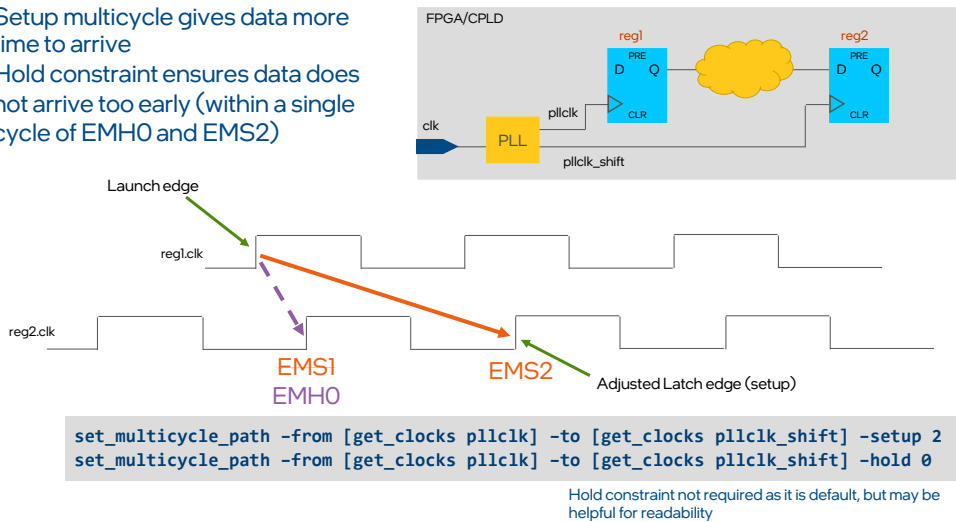 Setup multicycle gives data more
time to arrive
Hold constraint ensures data does
not arrive too early (within a single
cycle of EMH0 and EMS2)
FPGA/CPLD
reg1
reg2
PRE
D Q
CLR
PRE
D Q
CLR
clk
PLL
pllclk
pllclk_shift
Launch edge
reg1.clk
reg2.clk
EMS1
EMH0
EMS2
Adjusted Latch edge (setup)
set_multicycle_path –from [get_clocks pllclk] –to [get_clocks pllclk_shift] –setup 2
set_multicycle_path –from [get_clocks pllclk] –to [get_clocks pllclk_shift] –hold 0
Hold constraint not required as it is default, but may be
helpful for readability